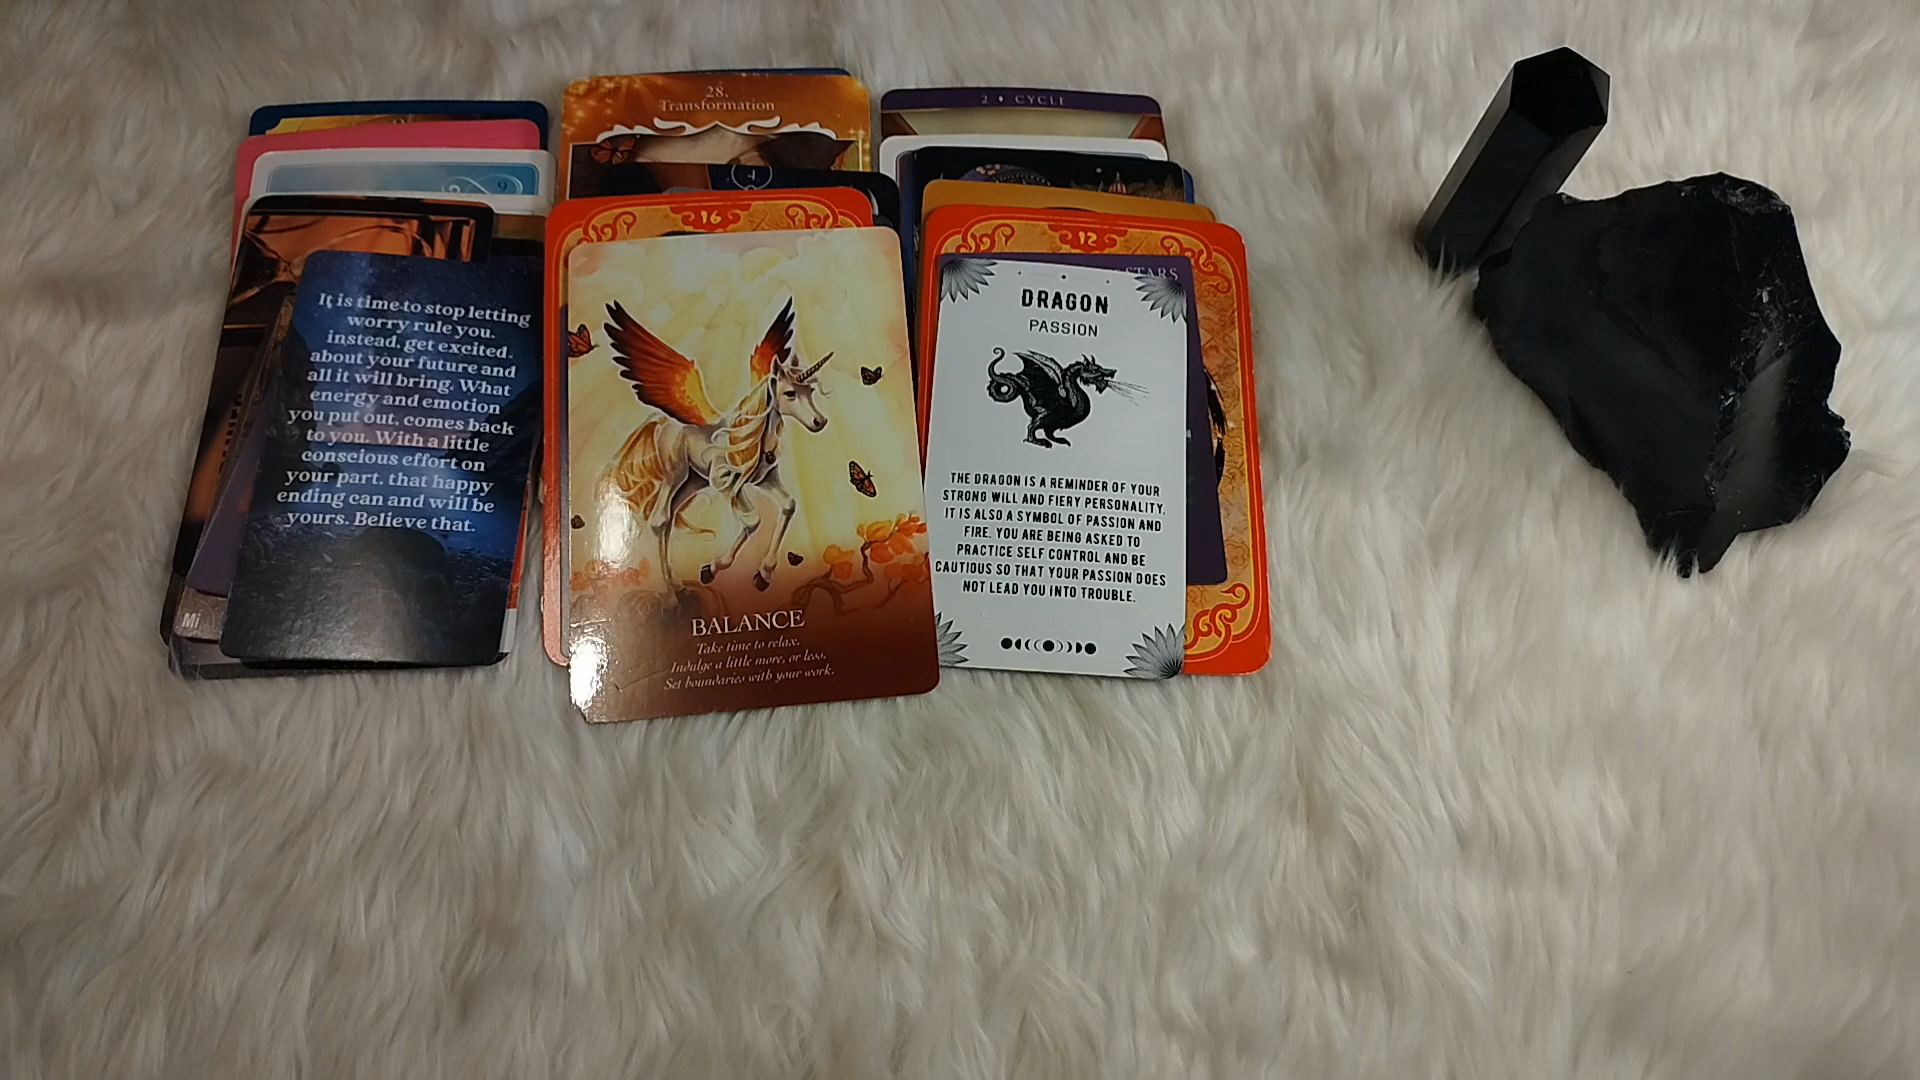 28.
Transformation
2 • CYCLE
9
16
12
STARS
Mi
It is time to stop letting
worry rule you.
instead, get excited.
about your future and
all it will bring. What
energy and emotion
you put out, comes back
to you. With a little
conscious effort on
your part, that happy
ending can and will be
yours. Believe that.
BALANCE
Take time to relax.
Indulge a little more, or less.
Set boundaries with your work.
DRAGON
PASSION
THE DRAGON IS A REMINDER OF YOUR
STRONG WILL AND FIERY PERSONALITY.
IT IS ALSO A SYMBOL OF PASSION AND
FIRE. YOU ARE BEING ASKED TO
PRACTICE SELF CONTROL AND BE
CAUTIOUS SO THAT YOUR PASSION DOES
NOT LEAD YOU INTO TROUBLE.